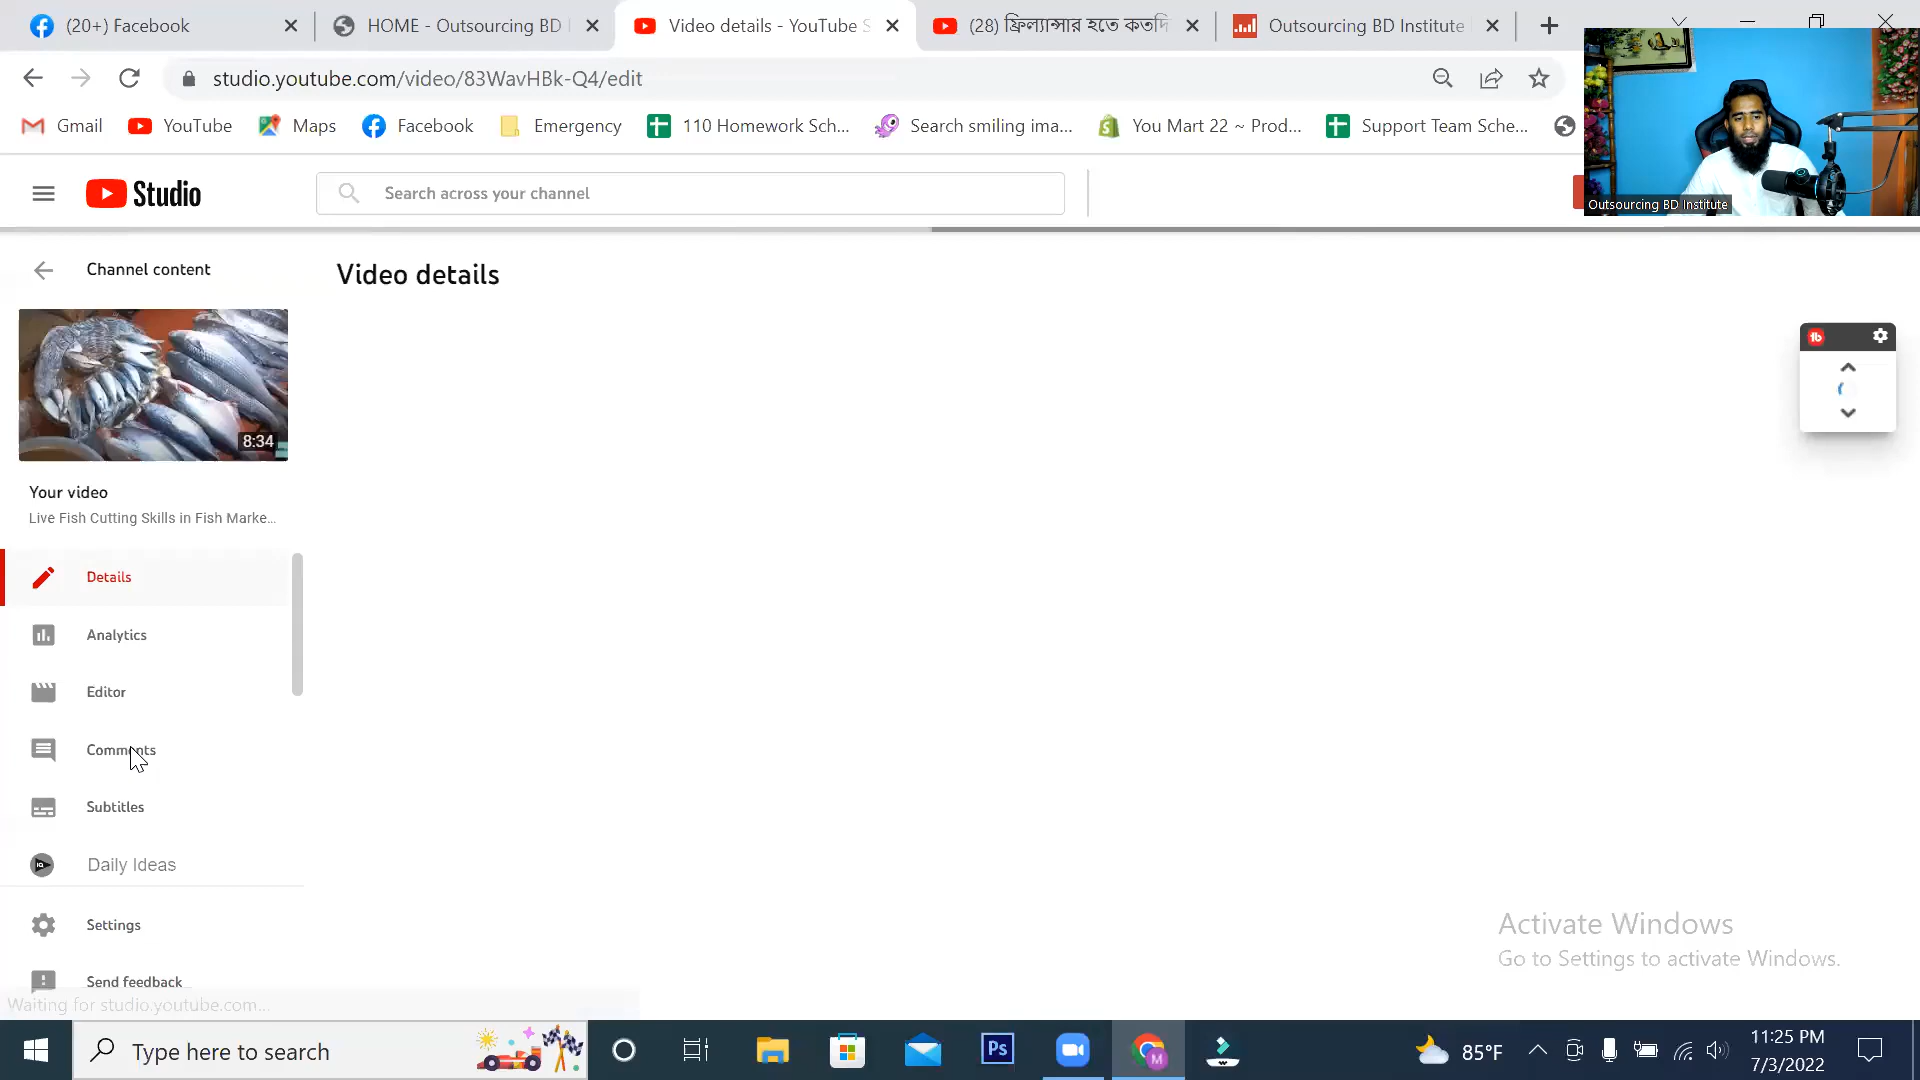 (20+) Facebook
HOME - Outsourcing BD
Video details - YouTube S
(28) ফ্রিল্যান্সার হতে কতদি
Outsourcing BD Institute
studio.youtube.com/video/83WavHBk-Q4/edit
Gmail
YouTube
Maps
Facebook
Emergency
110 Homework Sch...
Search smiling ima...
You Mart 22 ~ Prod...
Support Team Sche...
Outsourcing BD Institute
Studio
Search across your channel
Channel content
Video details
8:34
Your video
Live Fish Cutting Skills in Fish Marke...
Details
Analytics
Editor
Comments
Subtitles
Daily Ideas
Settings
Send feedback
Waiting for studio.youtube.com...
Activate Windows
Go to Settings to activate Windows.
Type here to search
Ps
M
85°F
11:25 PM
7/3/2022